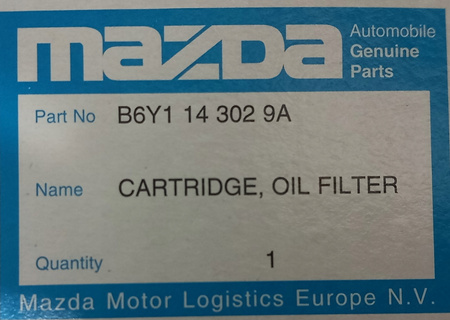 mazda Automobile
Genuine
Parts
Part No B6Y1 14 302 9A
Name CARTRIDGE, OIL FILTER
Quantity 1
Mazda Motor Logistics Europe N.V.